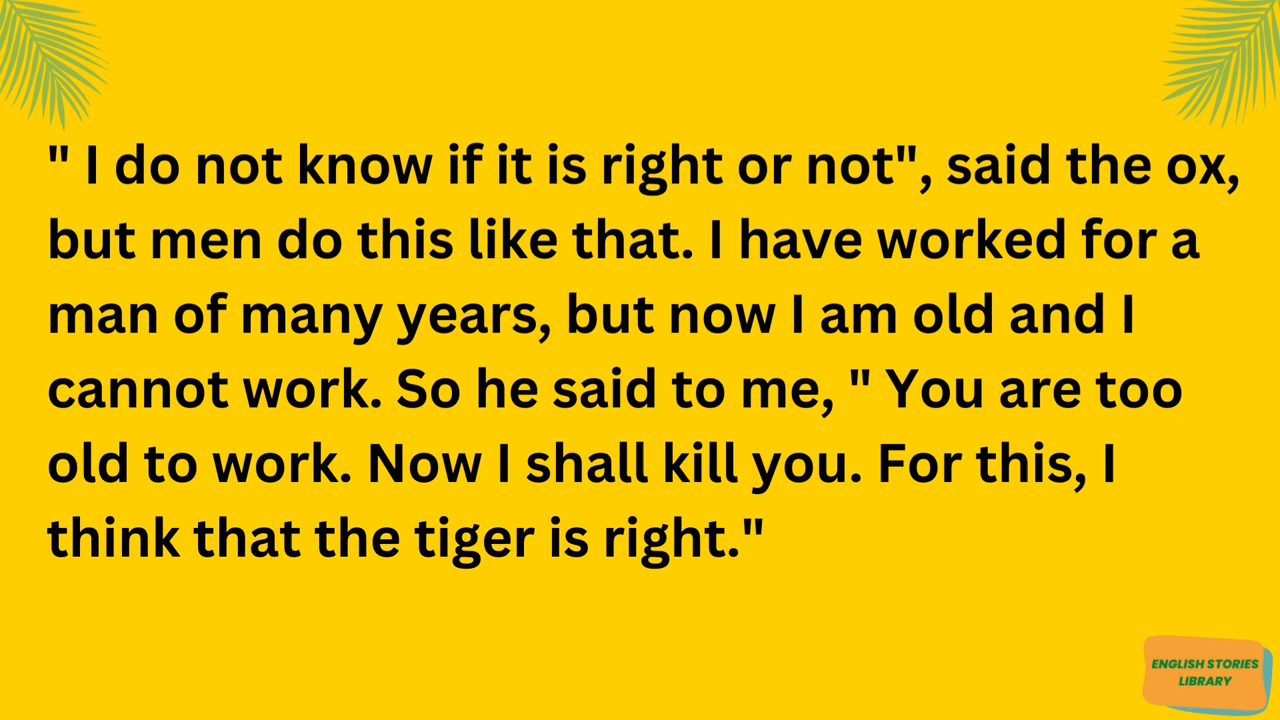 " I do not know if it is right or not", said the ox,
but men do this like that. I have worked for a
man of many years, but now I am old and I
cannot work. So he said to me, " You are too
old to work. Now I shall kill you. For this, I
think that the tiger is right."
ENGLISH STORIES
LIBRARY